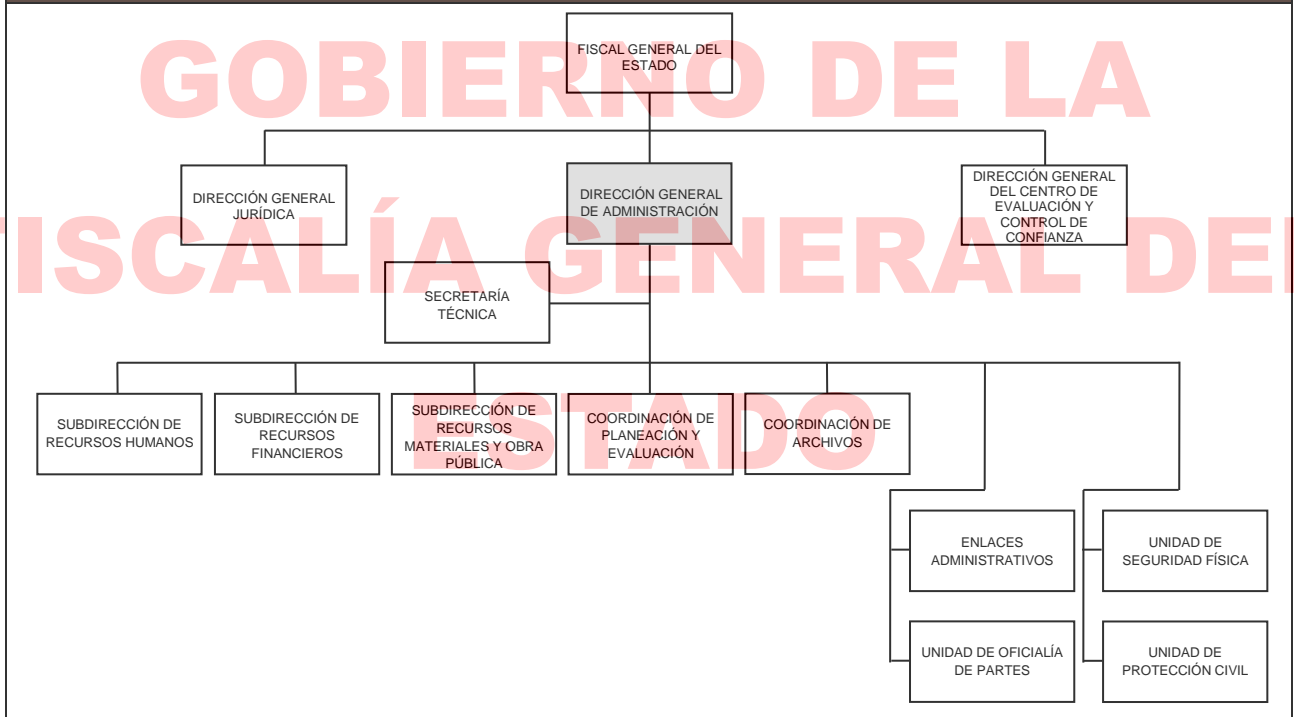 GOBIERNO DE LA
FISCAL GENERAL DEL
ESTADO
DIRECCIÓN GENERAL
JURÍDICA
DIRECCIÓN GENERAL
DE ADMINISTRACIÓN
DIRECCIÓN GENERAL
DEL CENTRO DE
EVALUACIÓN Y
CONTROL DE
CONFIANZA
ISCALÍA GENERAL DEL
SECRETARÍA
TÉCNICA
SUBDIRECCIÓN DE
RECURSOS HUMANOS
SUBDIRECCIÓN DE
RECURSOS
FINANCIEROS
SUBDIRECCIÓN DE
RECURSOS
MATERIALES Y OBRA
PÚBLICA
COORDINACIÓN DE
PLANEACIÓN Y
EVALUACIÓN
COORDINACIÓN DE
ARCHIVOS
ESTADO
ENLACES
ADMINISTRATIVOS
UNIDAD DE
SEGURIDAD FÍSICA
UNIDAD DE OFICIALÍA
DE PARTES
UNIDAD DE
PROTECCIÓN CIVIL